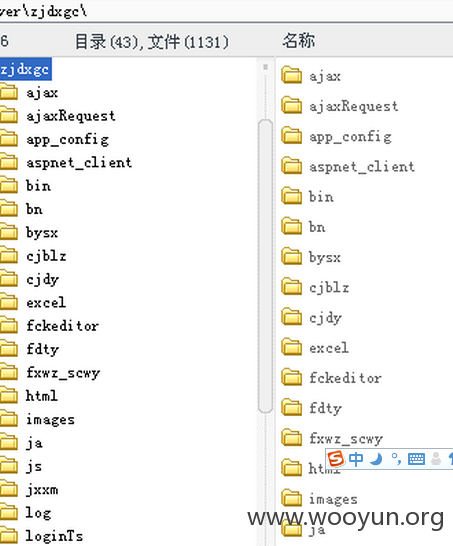 ver\zjdxgc\
6 目录(43),文件(1131) 名称
zjdxgc
ajax
ajaxRequest
app_config
aspnet_client
bin
bn
bysx
cjblz
cjdy
excel
fckeditor
fdty
fxwz_scwy
html
images
ja
js
jxxm
log
loginTs
ajax
ajaxRequest
app_config
aspnet_client
bin
bn
bysx
cjblz
cjdy
excel
fckeditor
fdty
fxwz_scwy
html
images
ja
中
www.wooyun.org